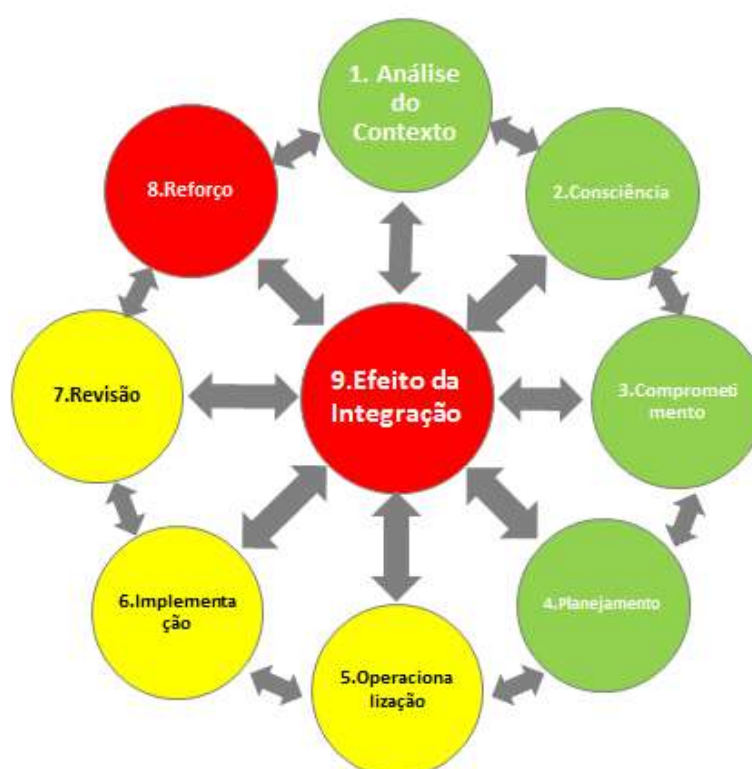 1. Análise
do
Contexto
2.Consciência
3.Comprometi
mento
4.Planejamento
5.Operaciona
lização
6.Implementa
ção
7.Revisão
8.Reforço
9.Efeito da
Integração